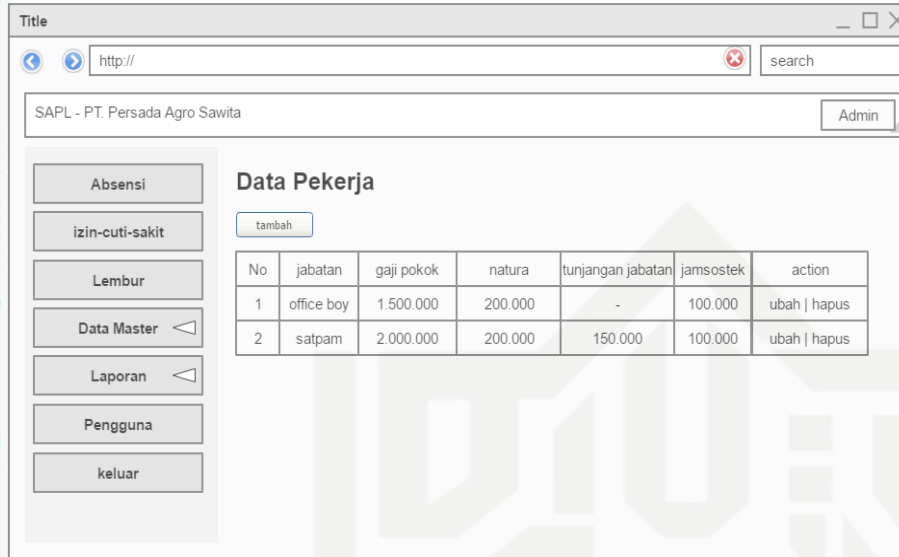 Title
http://
search
SAPL - PT. Persada Agro Sawita
Admin
Absensi
izin-cuti-sakit
Lembur
Data Master
Laporan
Pengguna
keluar
Data Pekerja
tambah
No jabatan gaji pokok natura tunjangan jabatan jamsostek action
1 office boy 1.500.000 200.000 - 100.000 ubah | hapus
2 satpam 2.000.000 200.000 150.000 100.000 ubah | hapus